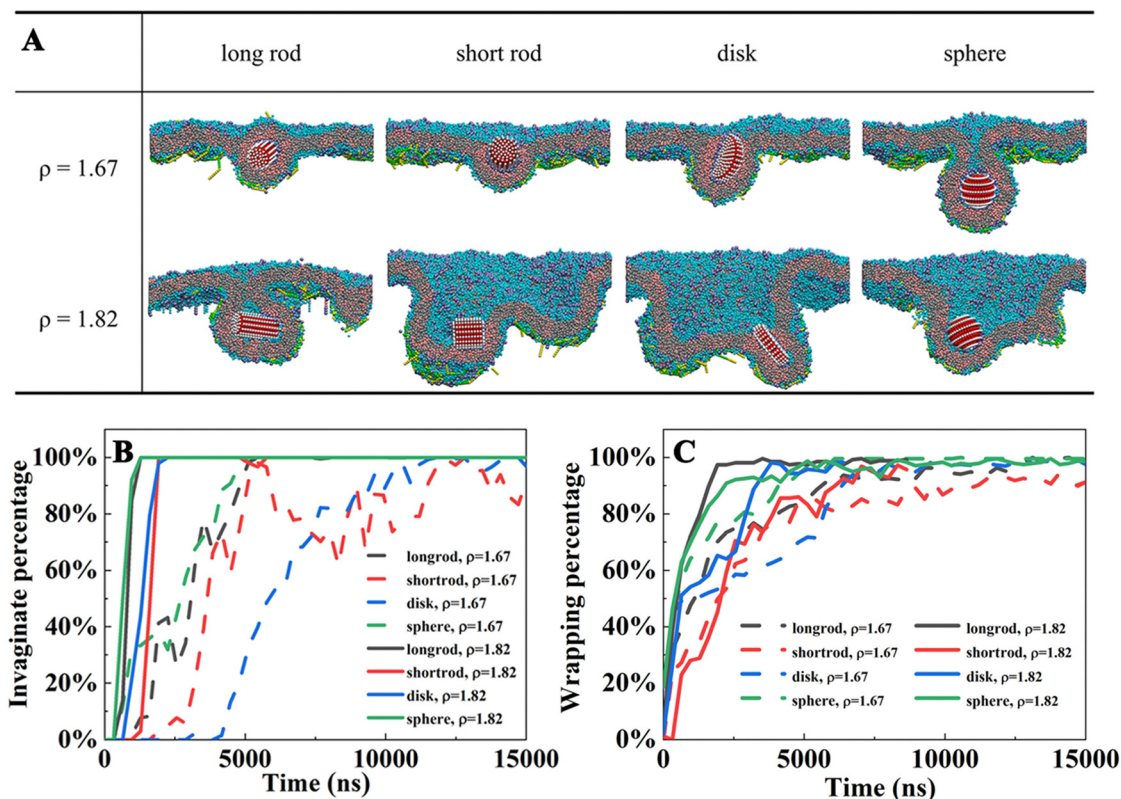 A
long rod short rod disk sphere
ρ = 1.67
ρ = 1.82
B
Invaginate percentage
100%
80%
60%
40%
20%
0%
longrod, ρ=1.67
shortrod, ρ=1.67
disk, ρ=1.67
sphere, ρ=1.67
longrod, ρ=1.82
shortrod, ρ=1.82
disk, ρ=1.82
sphere, ρ=1.82
0 5000 10000 15000
Time (ns)
C
Wrapping percentage
100%
80%
60%
40%
20%
0%
longrod, ρ=1.67 longrod, ρ=1.82
shortrod, ρ=1.67 shortrod, ρ=1.82
disk, ρ=1.67 disk, ρ=1.82
sphere, ρ=1.67 sphere, ρ=1.82
0 5000 10000 15000
Time (ns)